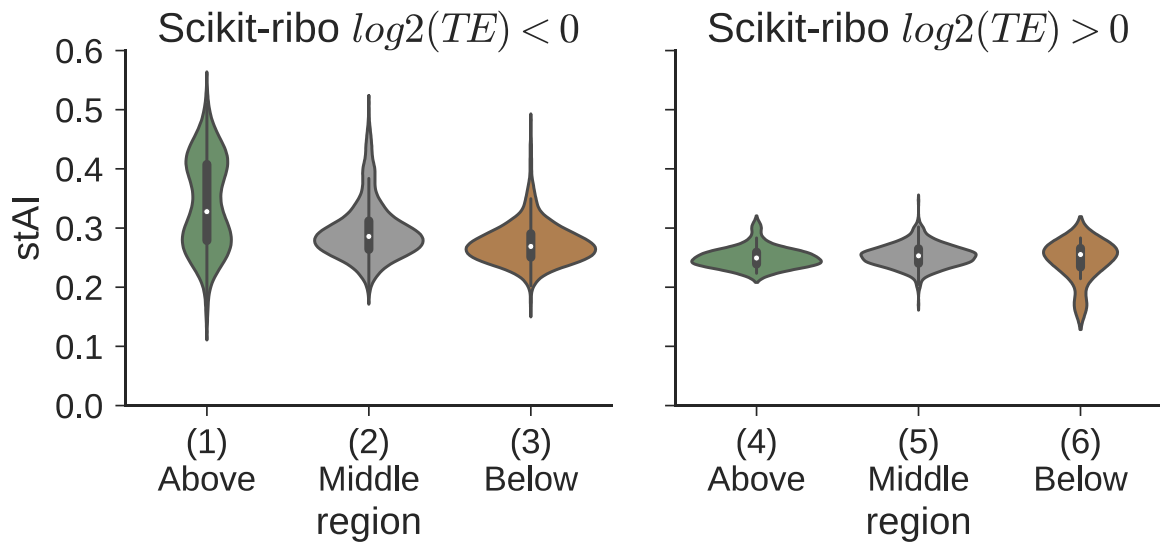 Scikit-ribo log2(TE) < 0
Scikit-ribo log2(TE) > 0
stAI
0.6
0.5
0.4
0.3
0.2
0.1
0.0
(1)
Above
(2)
Middle
(3)
Below
region
(4)
Above
(5)
Middle
(6)
Below
region